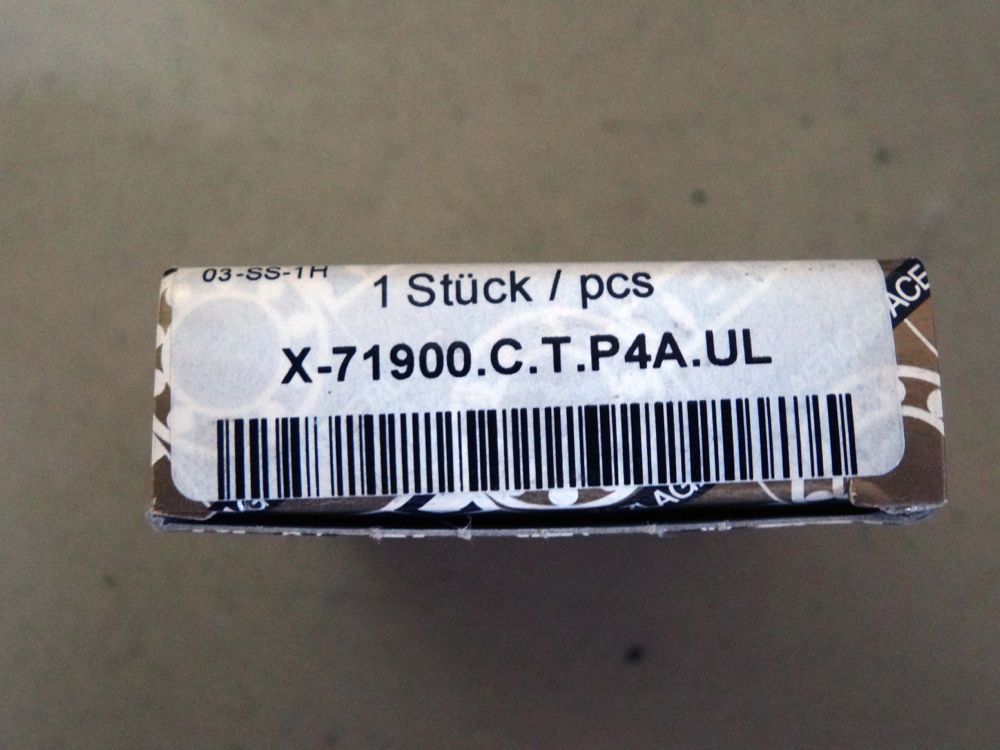 03-SS-1H
1 Stück / pcs
X-71900.C.T.P4A.UL